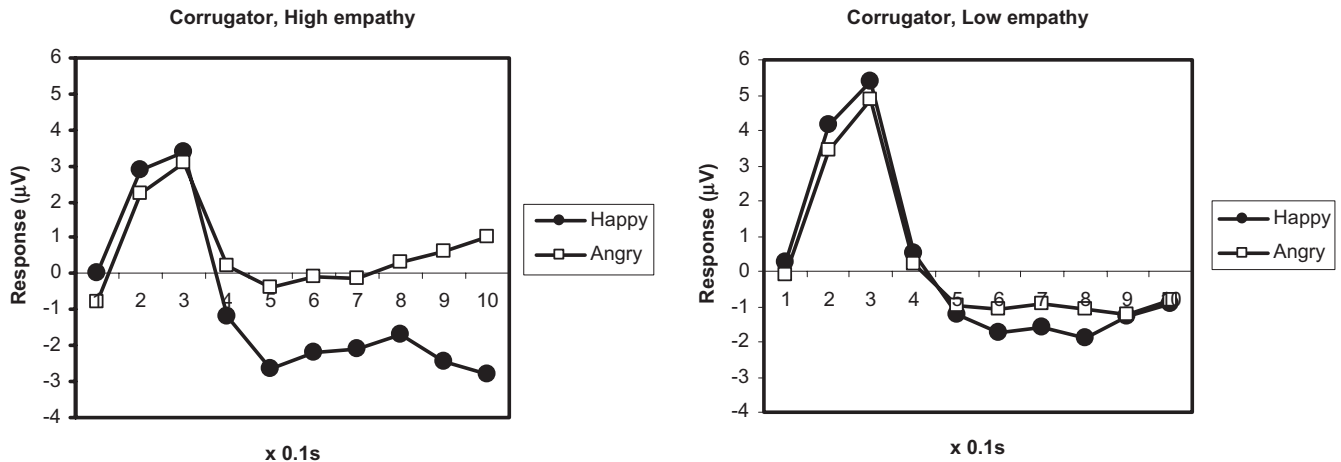 Corrugator, High empathy
6
5
4
3
2
1
0
-1
-2
-3
-4
Response (μV)
2 3 4 5 6 7 8 9 10
x 0.1s
Happy
Angry
Corrugator, Low empathy
6
5
4
3
2
1
0
-1
-2
-3
-4
Response (μV)
1 2 3 4 5 6 7 8 9 10
x 0.1s
Happy
Angry